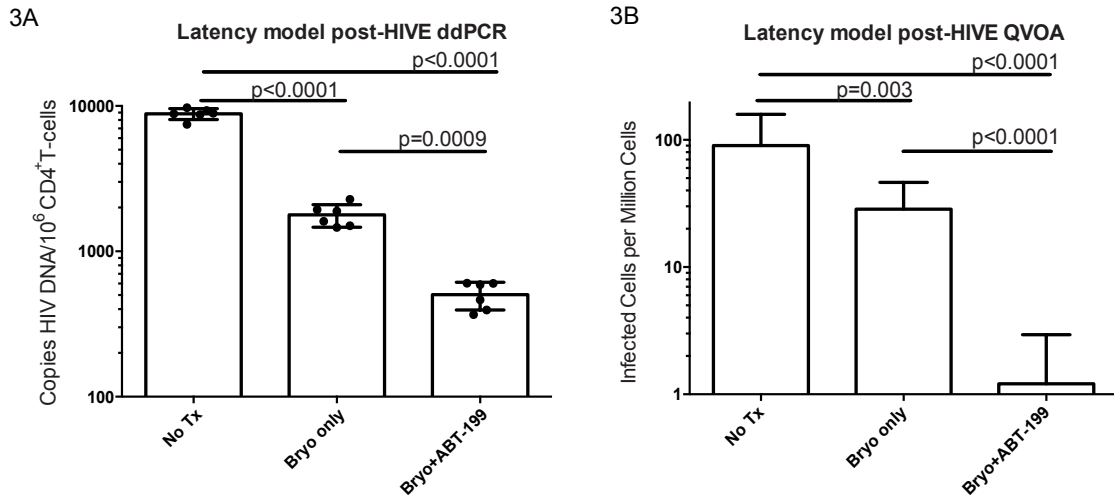 3A
Latency model post-HIVE ddPCR
p<0.0001
p<0.0001
p=0.0009
Copies HIV DNA/10⁶ CD4⁺T-cells
10000
1000
100
No Tx
Bryo only
Bryo+ABT-199
3B
Latency model post-HIVE QVOA
p<0.0001
p=0.003
p<0.0001
Infected Cells per Million Cells
100
10
1
No Tx
Bryo only
Bryo+ABT-199